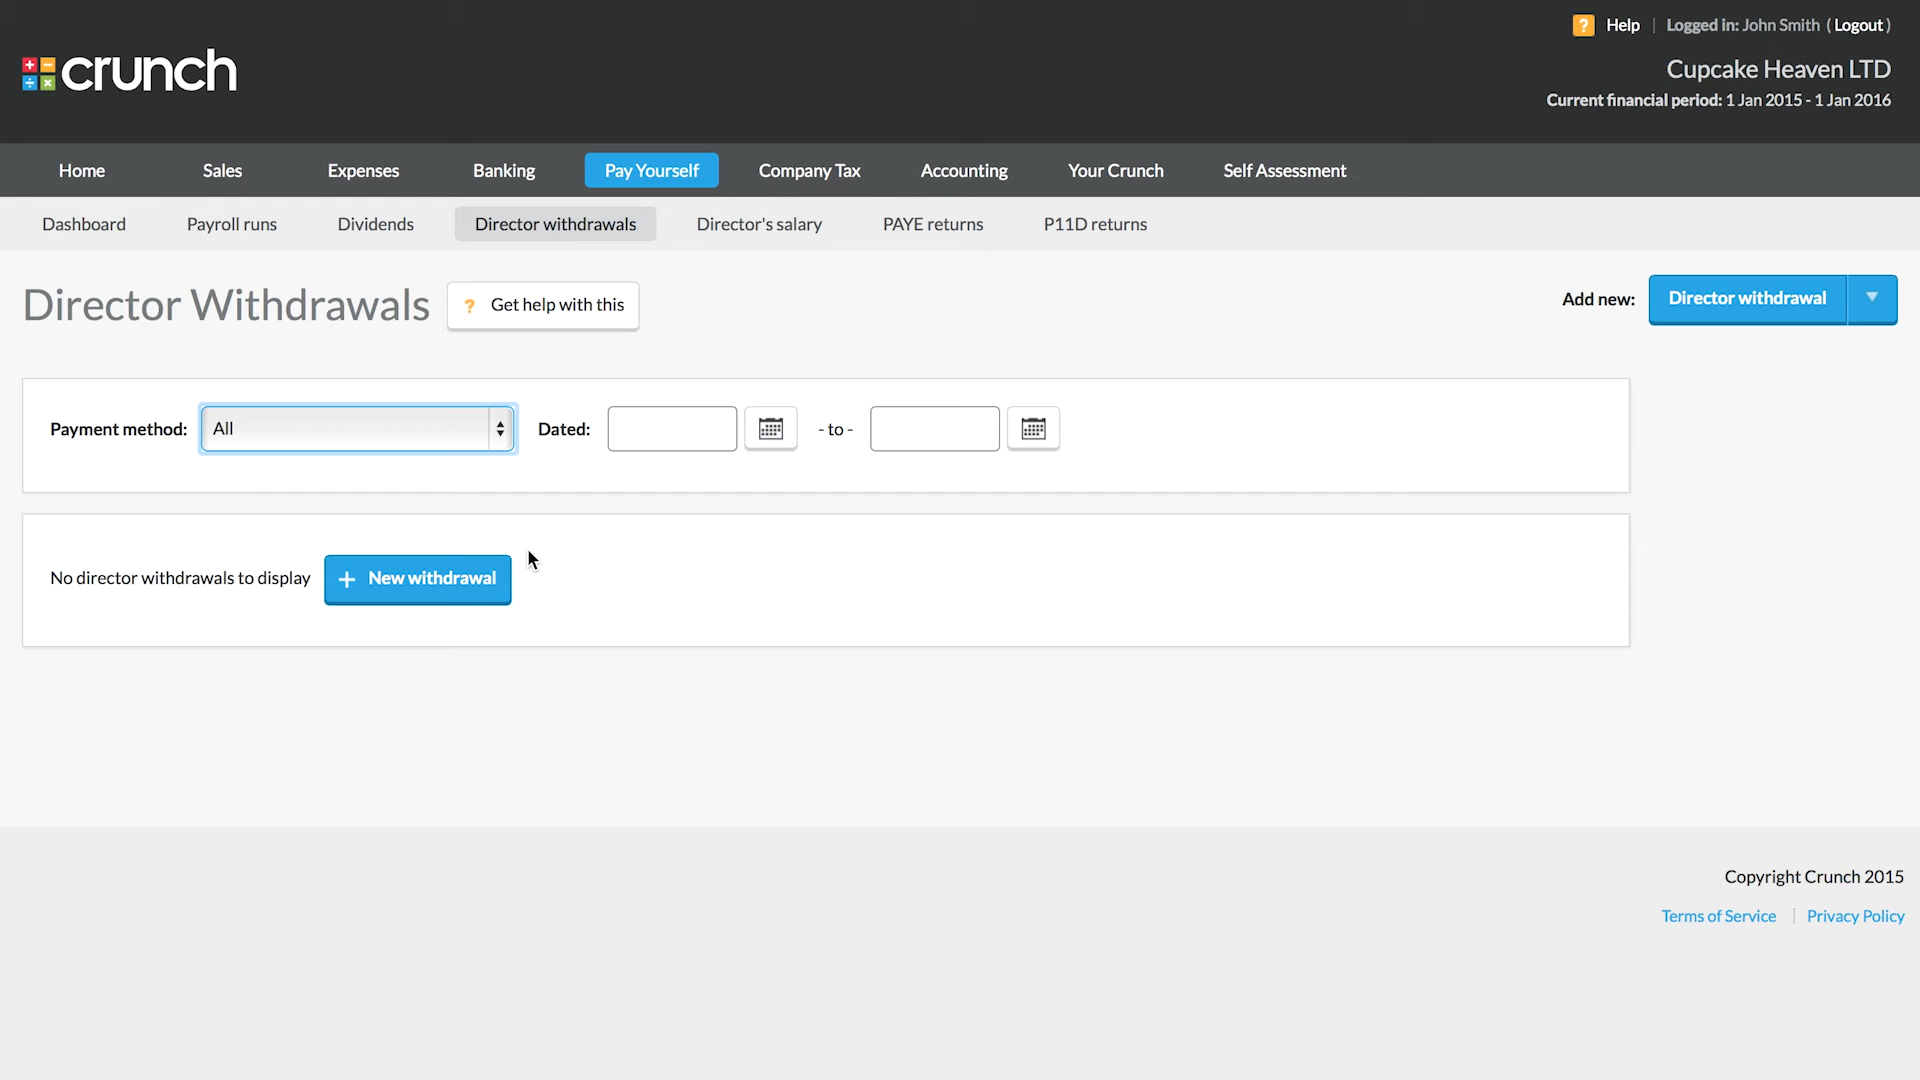 ? Help Logged in: John Smith ( Logout )
crunch
Cupcake Heaven LTD
Current financial period: 1 Jan 2015 - 1 Jan 2016
Home Sales Expenses Banking Pay Yourself Company Tax Accounting Your Crunch Self Assessment
Dashboard Payroll runs Dividends Director withdrawals Director's salary PAYE returns P11D returns
Director Withdrawals ? Get help with this Add new: Director withdrawal
Payment method: All Dated: - to -
No director withdrawals to display + New withdrawal
Copyright Crunch 2015
Terms of Service Privacy Policy